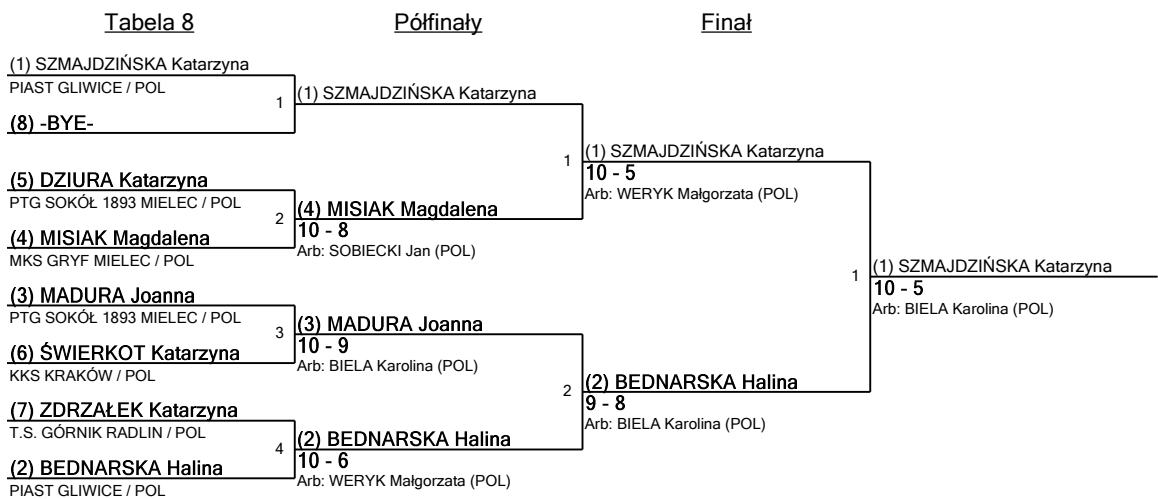 Tabela 8
Półfinały
Finał
(1) SZMAJDZIŃSKA Katarzyna
PIAST GLIWICE / POL
(8) -BYE-
1
(1) SZMAJDZIŃSKA Katarzyna
(5) DZIURA Katarzyna
PTG SOKÓŁ 1893 MIELEC / POL
(4) MISIAK Magdalena
MKS GRYF MIELEC / POL
2
(4) MISIAK Magdalena
10 - 8
Arb: SOBIECKI Jan (POL)
1
(1) SZMAJDZIŃSKA Katarzyna
10 - 5
Arb: WERYK Małgorzata (POL)
(3) MADURA Joanna
PTG SOKÓŁ 1893 MIELEC / POL
(6) ŚWIERKOT Katarzyna
KKS KRAKÓW / POL
3
(3) MADURA Joanna
10 - 9
Arb: BIELA Karolina (POL)
(7) ZDRZAŁEK Katarzyna
T.S. GÓRNIK RADLIN / POL
(2) BEDNARSKA Halina
PIAST GLIWICE / POL
4
(2) BEDNARSKA Halina
10 - 6
Arb: WERYK Małgorzata (POL)
2
(2) BEDNARSKA Halina
9 - 8
Arb: BIELA Karolina (POL)
1
(1) SZMAJDZIŃSKA Katarzyna
10 - 5
Arb: BIELA Karolina (POL)